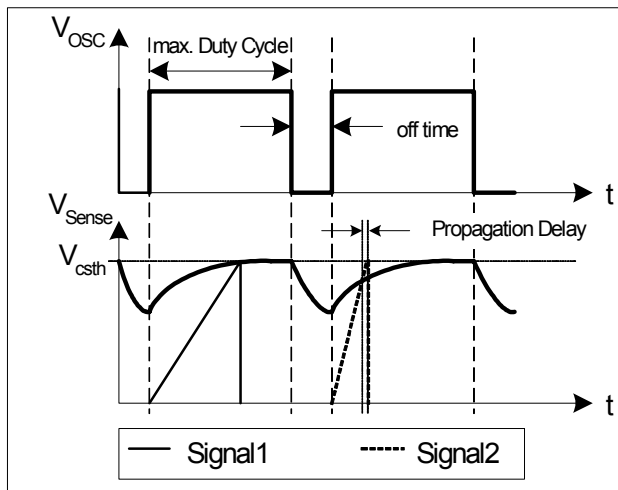 V_OSC
max. Duty Cycle
off time
t
V_Sense
Propagation Delay
V_csth
t
Signal1 Signal2